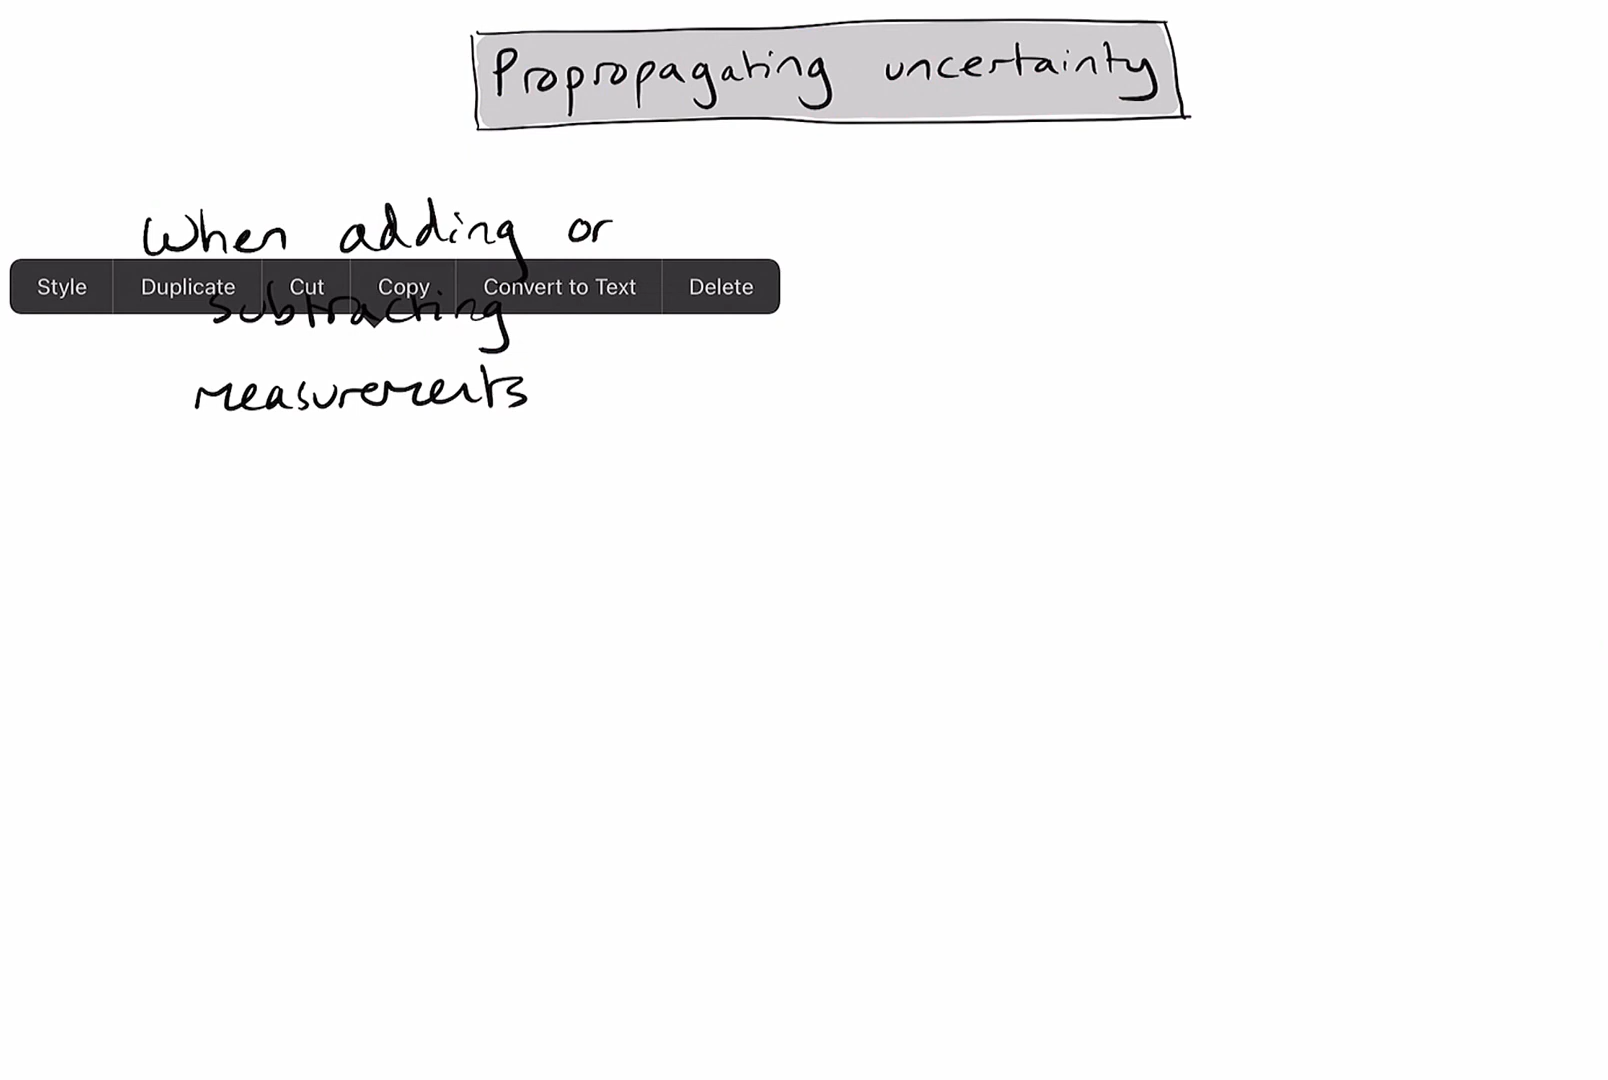 Propropagating uncertainty
When adding or
Style Duplicate Cut Copy Convert to Text Delete
subtracting
measurements